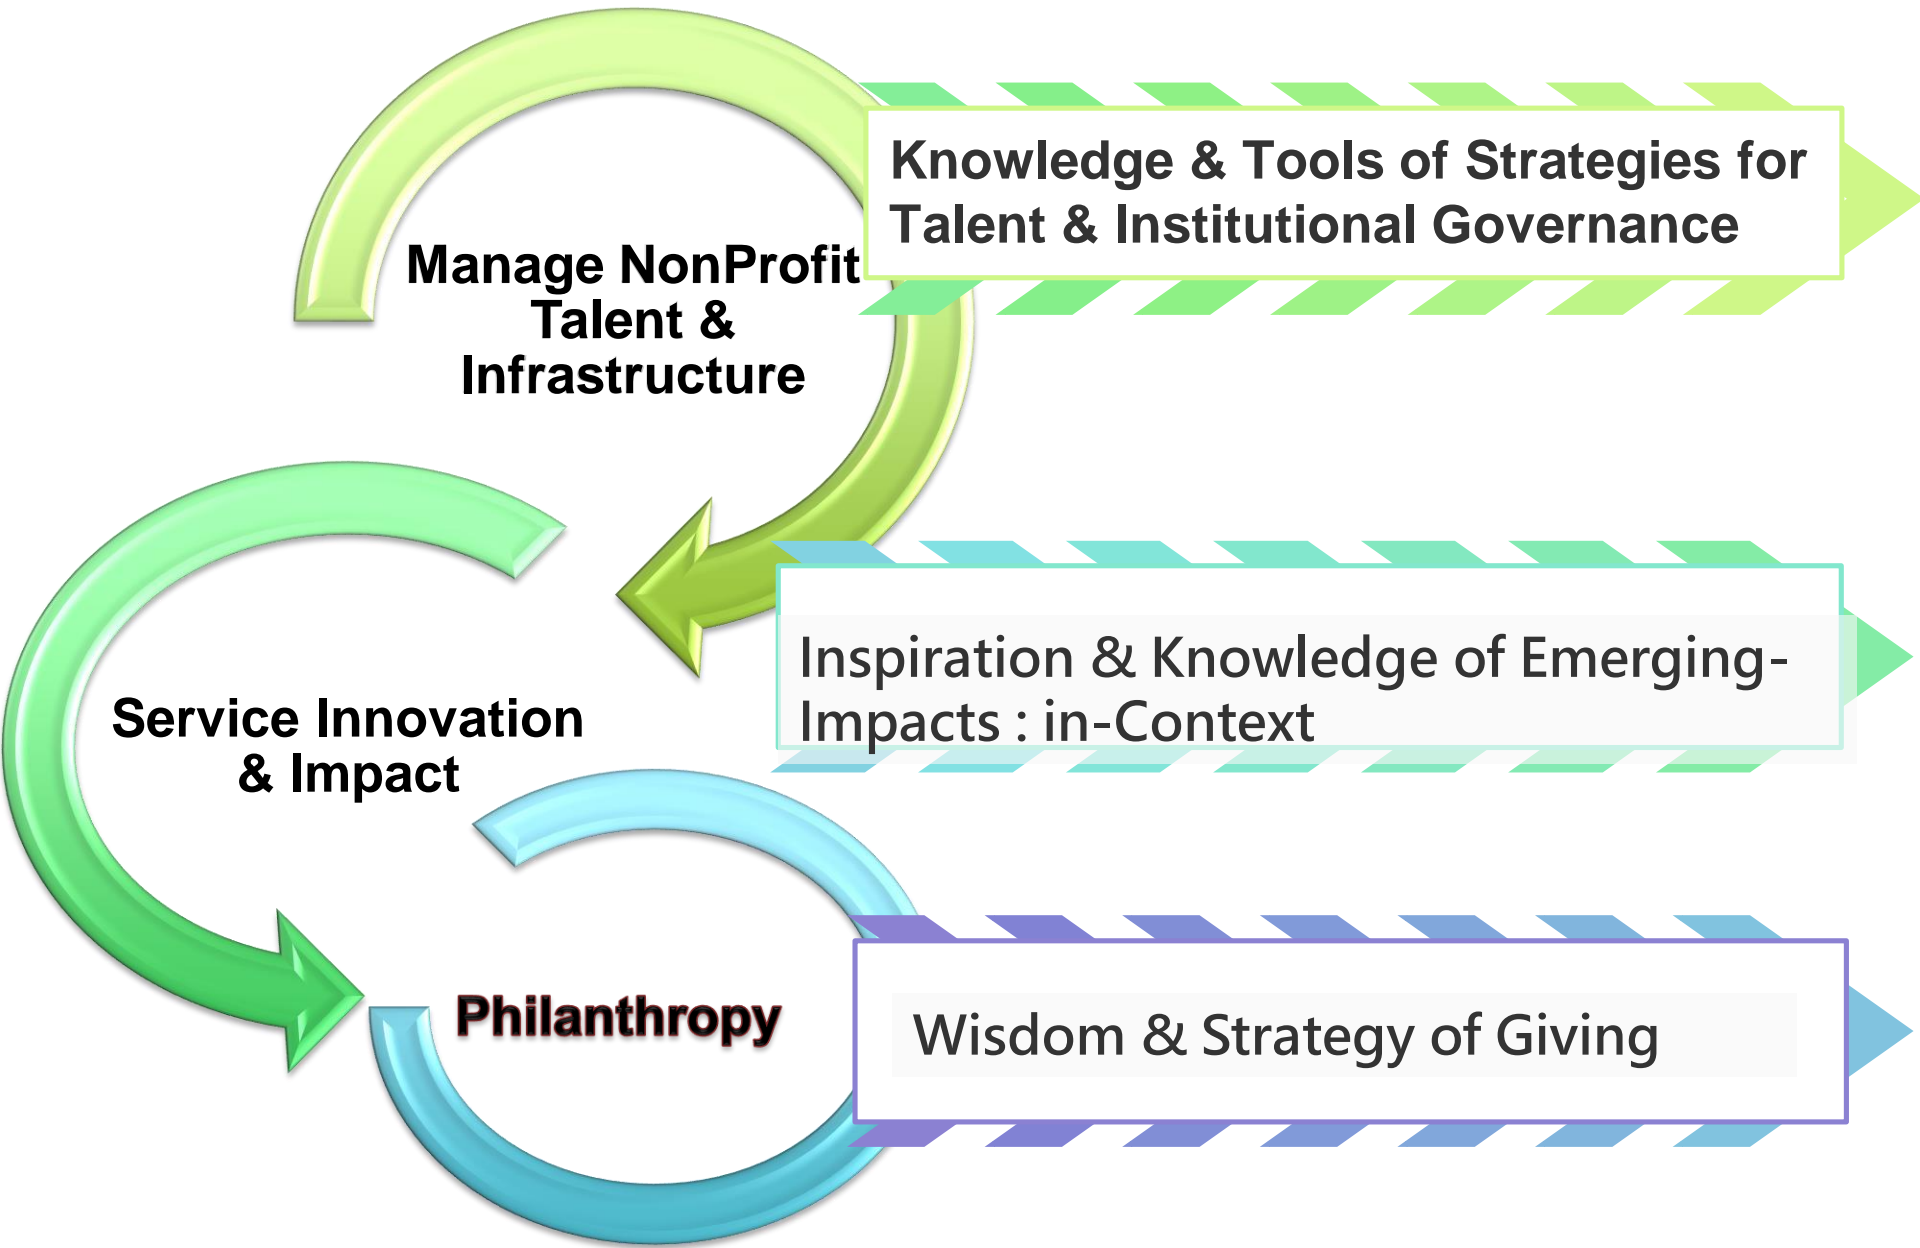 Knowledge & Tools of Strategies for
Talent & Institutional Governance
Manage NonProfit
Talent &
Infrastructure
Inspiration & Knowledge of Emerging-
Impacts : in-Context
Service Innovation
& Impact
Philanthropy
Wisdom & Strategy of Giving